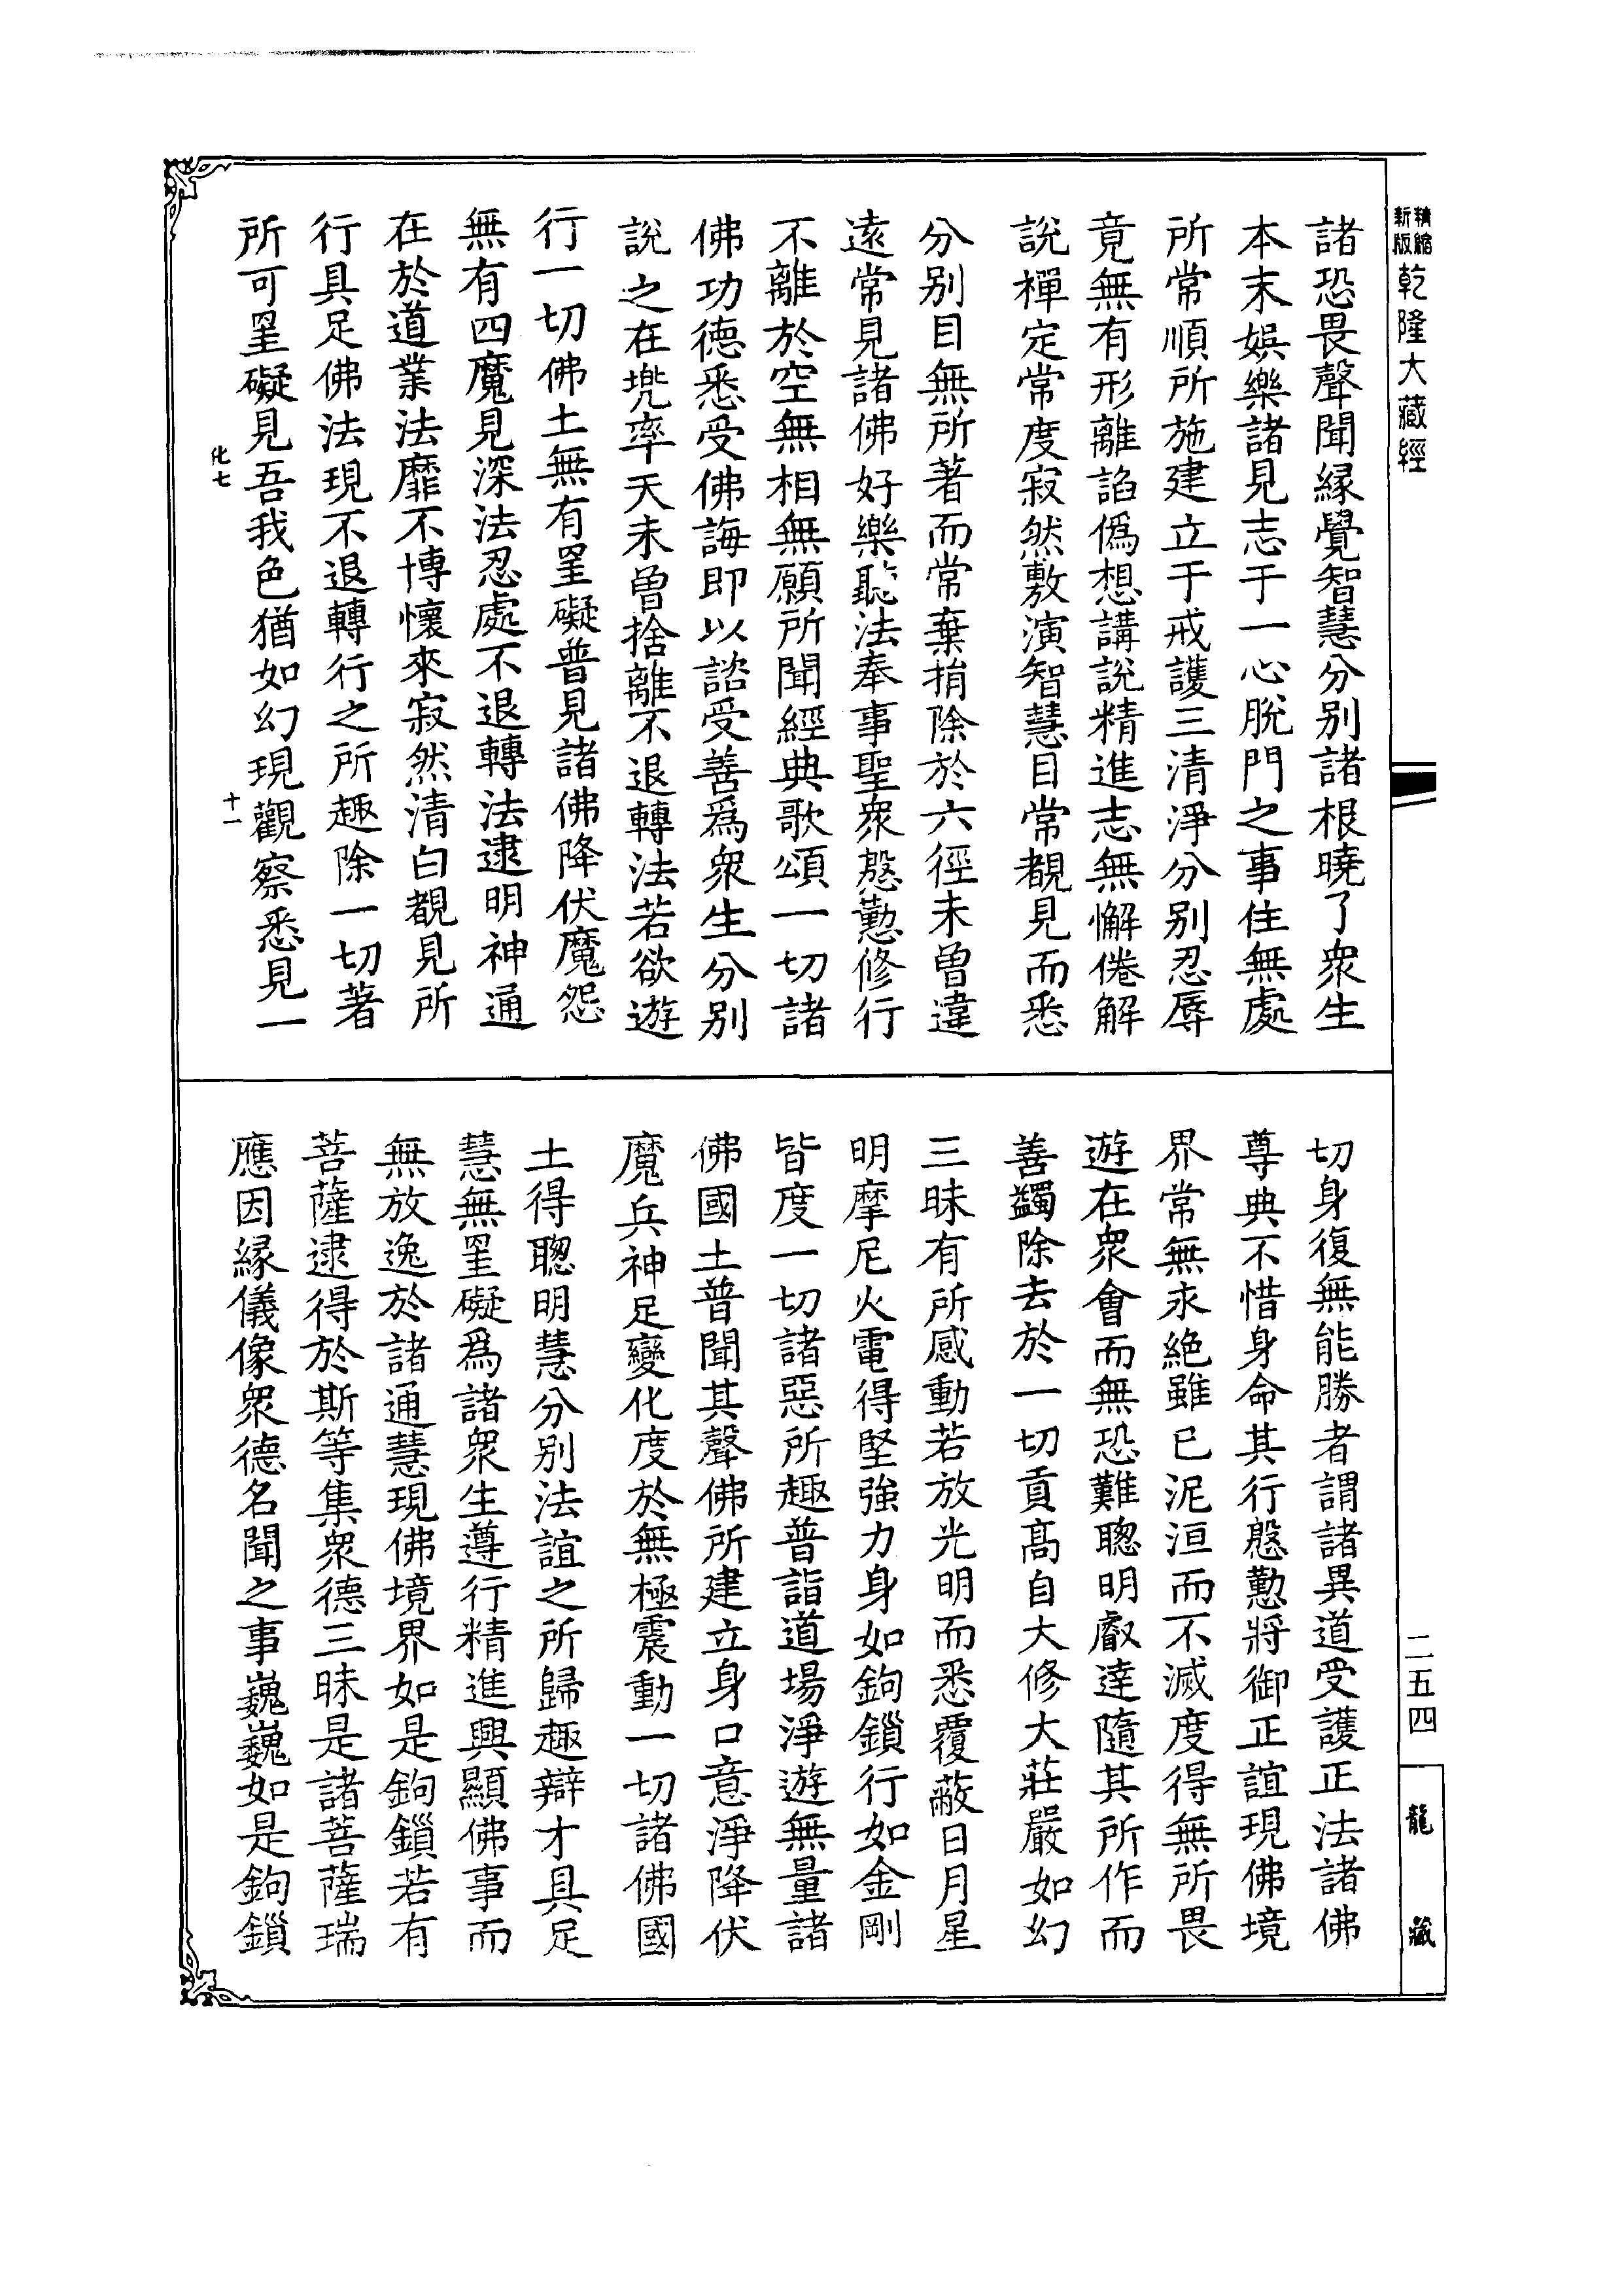 精縮新版乾隆大藏經
諸恐畏聲聞緣覺智慧分別諸根曉了衆生
本末娛樂諸見志于一心脫門之事住無處
所常順所施建立于戒護三清淨分別忍辱
竟無有形離諂僞想講說精進志無懈倦解
說禪定常度寂然敷演智慧目常覩見而悉
分別目無所著而常棄捐除於六徑未曾違
遠常見諸佛好樂恥法奉事聖衆慇懃修行
不離於空無相無願所聞經典歌頌一切諸
佛功德悉受佛誨即以諮受善爲衆生分別
說之在兠率天未曾捨離不退轉法若欲遊
行一切佛土無有罣礙普見諸佛降伏魔怨
無有四魔見深法忍處不退轉法逮明神通
在於道業法靡不博懷來寂然清白覩見所
行具足佛法現不退轉行之所趣除一切著
所可罣礙見吾我色猶如幻現觀察悉見一
化七 十一
切身復無能勝者謂諸異道受護正法諸佛
尊典不惜身命其行慇懃將御正誼現佛境
界常無永絕雖已泥洹而不滅度得無所畏
遊在衆會而無恐難聰明叡達隨其所作而
善蠲除去於一切貢高自大修大莊嚴如幻
三昧有所感動若放光明而悉覆蔽日月星
明摩尼火電得堅強力身如鉤鎖行如金剛
皆度一切諸惡所趣普詣道場淨遊無量諸
佛國土普聞其聲佛所建立身口意淨降伏
魔兵神足變化度於無極震動一切諸佛國
土得聰明慧分別法誼之所歸趣辯才具足
慧無罣礙爲諸衆生遵行精進興顯佛事而
無放逸於諸通慧現佛境界如是鉤鎖若有
菩薩逮得於斯等集衆德三昧是諸菩薩瑞
應因緣儀像衆德名聞之事巍巍如是鉤鎖
二五四
龍藏